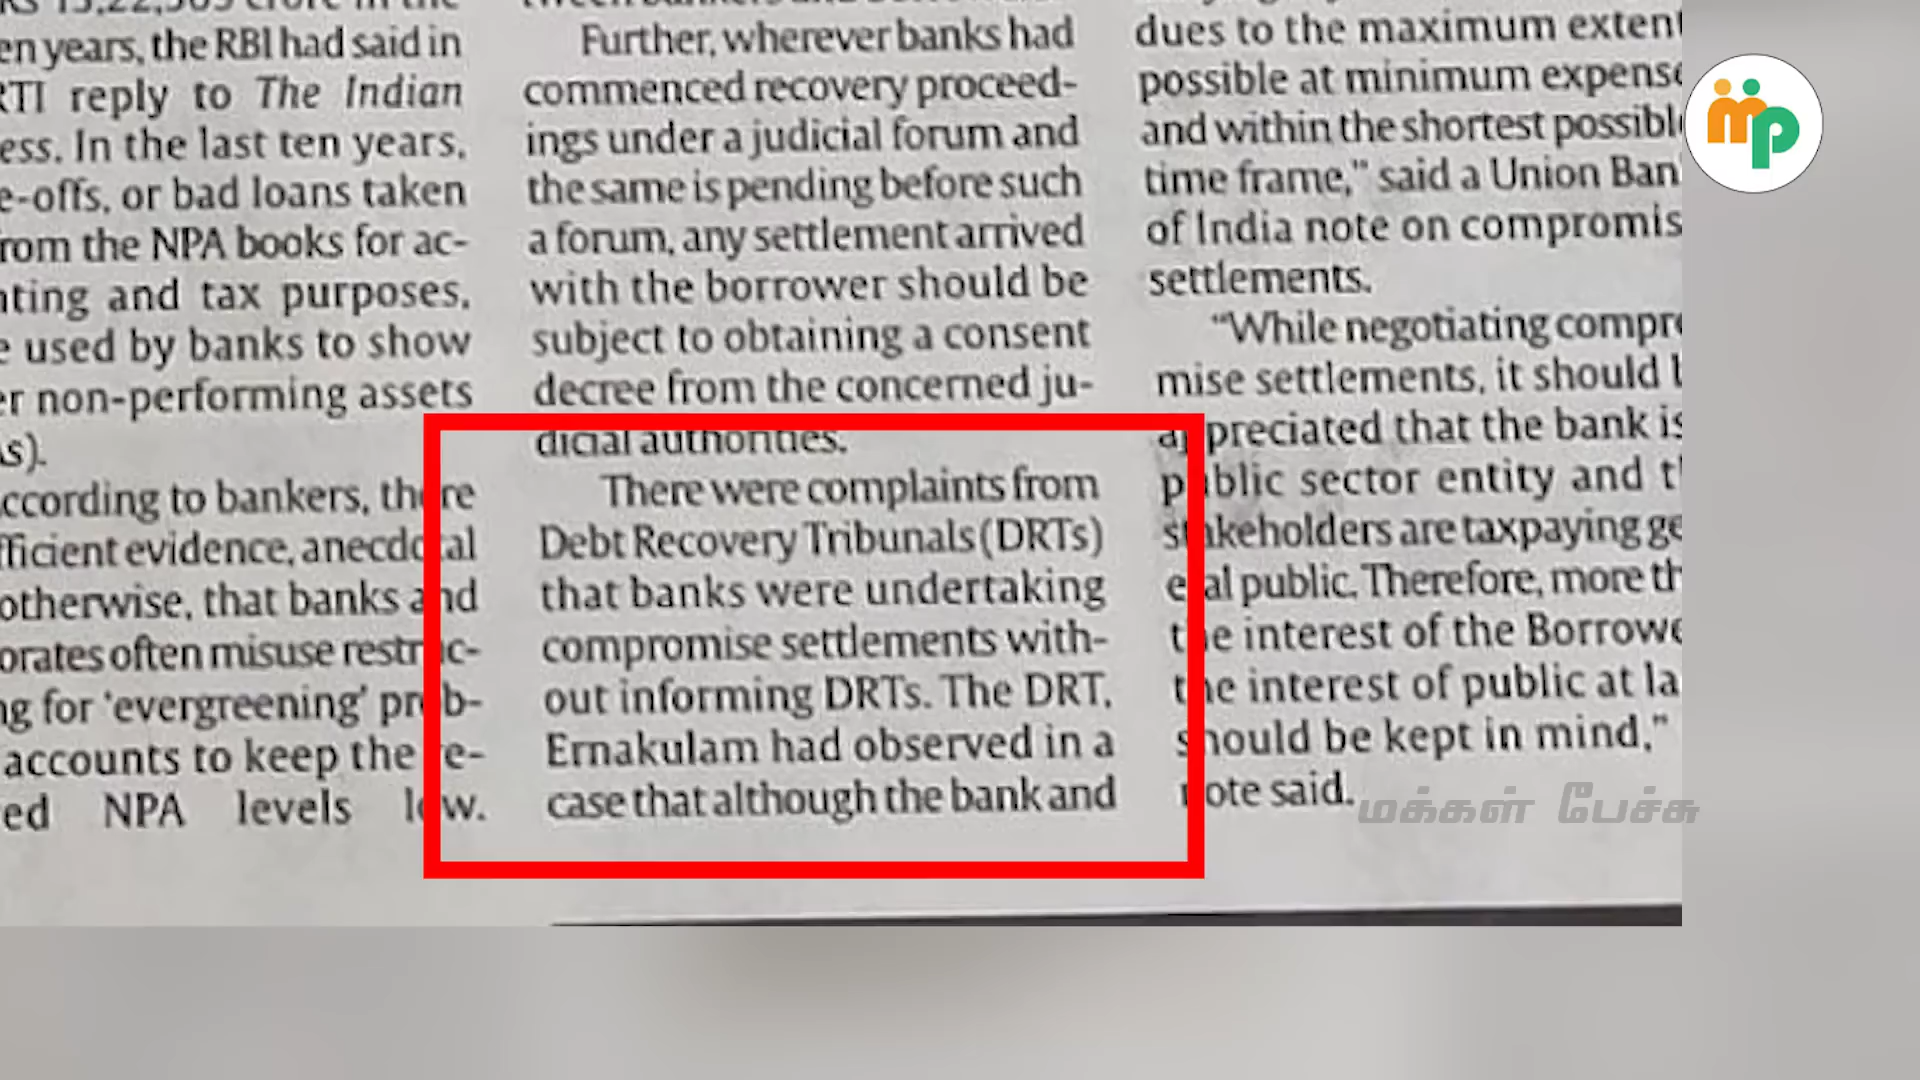 en years, the RBI had said in
RTI reply to The Indian
ess. In the last ten years,
e-offs, or bad loans taken
rom the NPA books for ac-
nting and tax purposes,
e used by banks to show
er non-performing assets
As).
ccording to bankers, there
fficient evidence, anecdotal
otherwise, that banks and
orates often misuse restruc-
ng for 'evergreening' prob-
accounts to keep the re-
ed NPA levels low.
Further, wherever banks had
commenced recovery proceed-
ings under a judicial forum and
the same is pending before such
a forum, any settlement arrived
with the borrower should be
subject to obtaining a consent
decree from the concerned ju-
dicial authorities.
There were complaints from
Debt Recovery Tribunals (DRTs)
that banks were undertaking
compromise settlements with-
out informing DRTs. The DRT,
Ernakulam had observed in a
case that although the bank and
dues to the maximum extent
possible at minimum expense
and within the shortest possible
time frame," said a Union Ban
of India note on compromis
settlements.
"While negotiating compro
mise settlements, it should b
appreciated that the bank is
public sector entity and th
stakeholders are taxpaying ge
eral public. Therefore, more th
the interest of the Borrowe
the interest of public at la
should be kept in mind,"
note said.
mp
மக்கள் பேச்சு